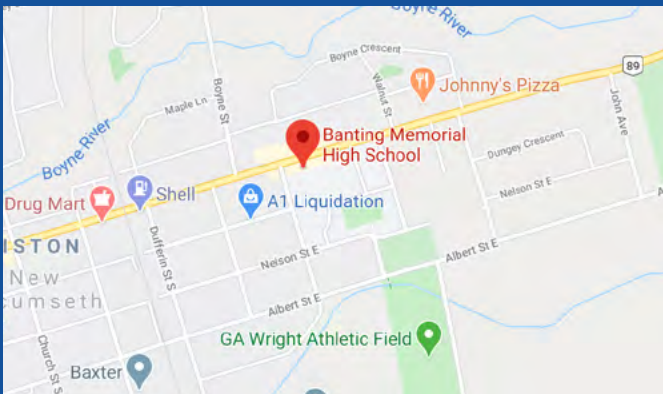 Boyne River
Boyne Crescent
89
Walnut St
Johnny's Pizza
Boyne St
Maple Ln
John Ave
Banting Memorial
High School
Dungey Crescent
Boyne River
Nelson St E
Shell
Drug Mart
A1 Liquidation
Dufferin St S
ISTON
Nelson St E
Albert St E
New
cumseth
Albert St E
GA Wright Athletic Field
Church St S
Baxter